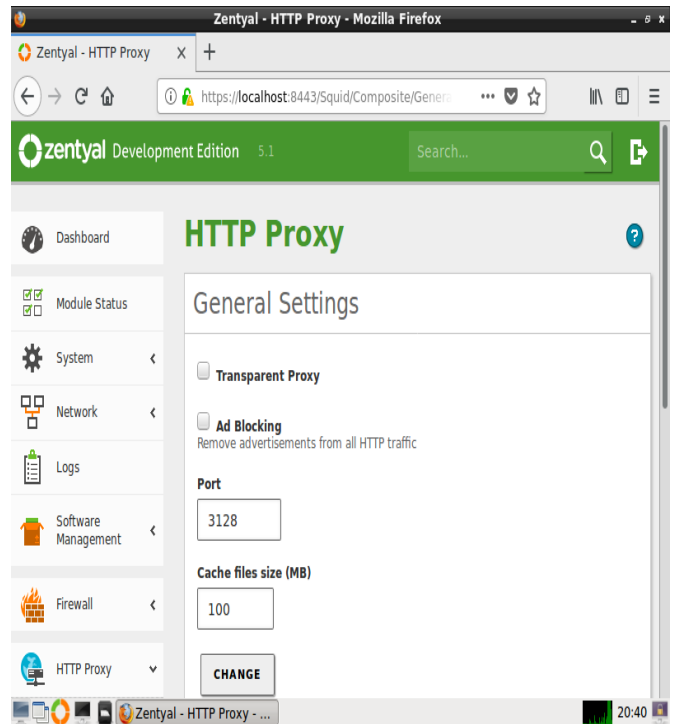 Zentyal - HTTP Proxy - Mozilla Firefox
Zentyal - HTTP Proxy
https://localhost:8443/Squid/Composite/Genera
zentyal Development Edition 5.1
Search...
Dashboard
Module Status
System
Network
Logs
Software
Management
Firewall
HTTP Proxy
HTTP Proxy
General Settings
Transparent Proxy
Ad Blocking
Remove advertisements from all HTTP traffic
Port
3128
Cache files size (MB)
100
CHANGE
Zentyal - HTTP Proxy - ...
20:40